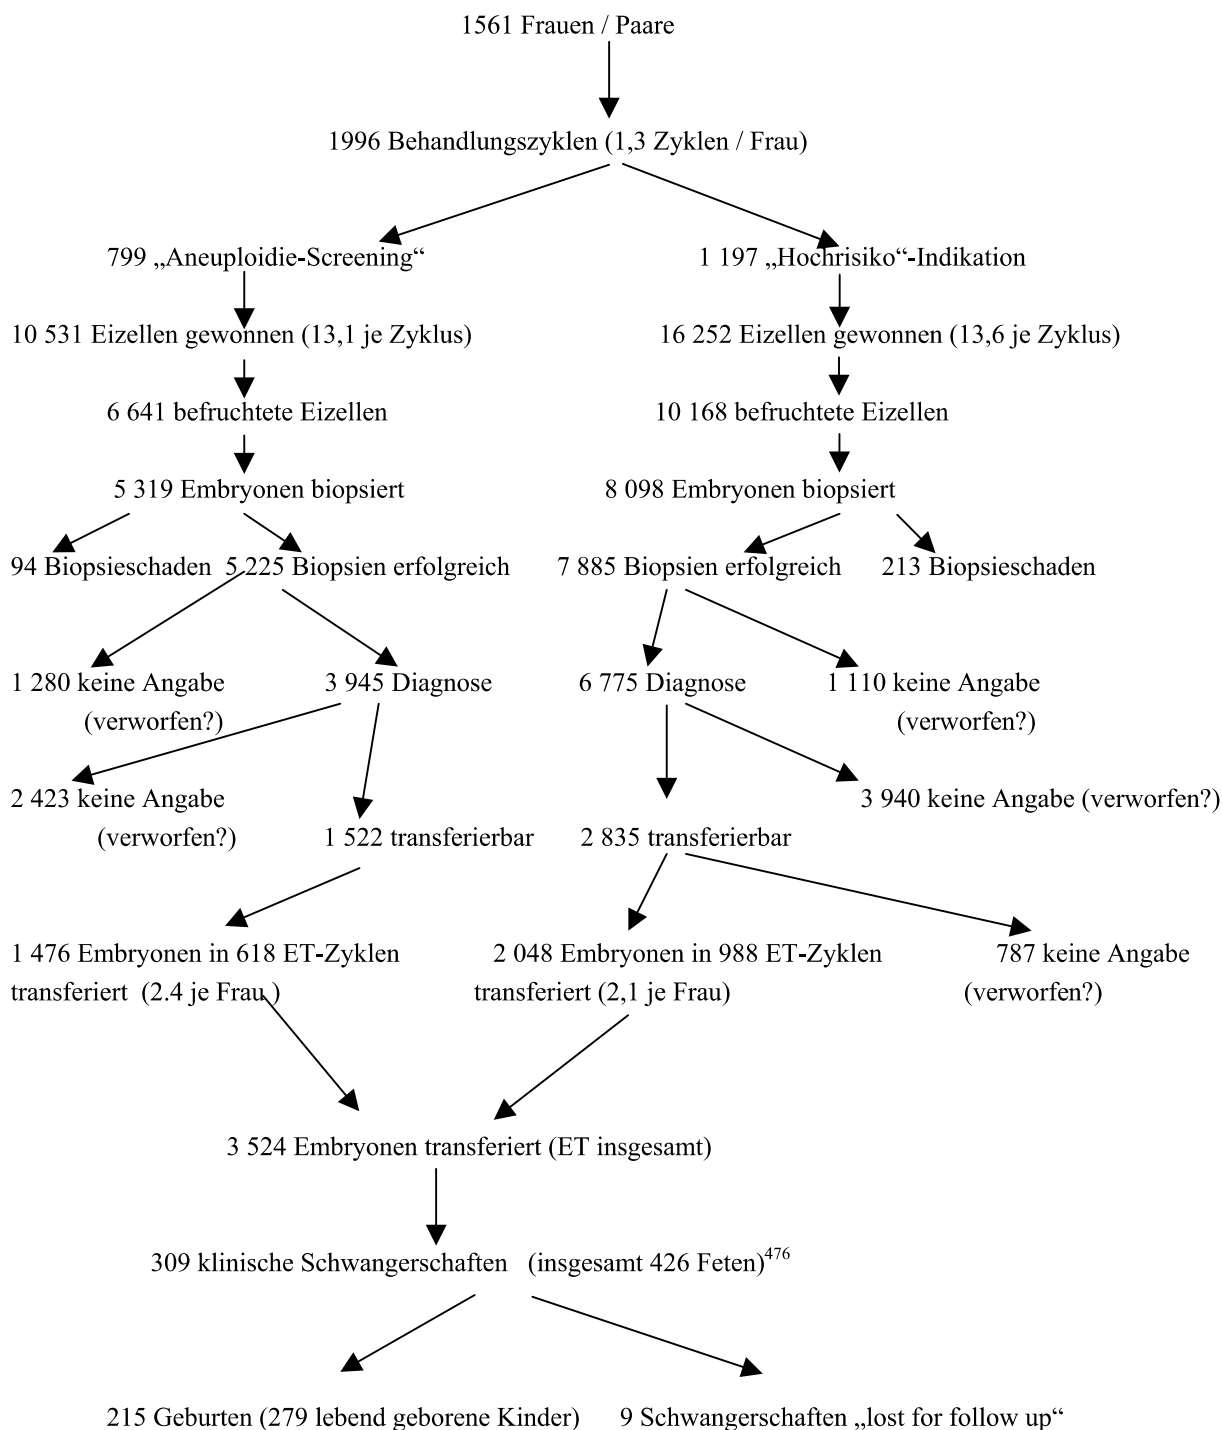 1561 Frauen / Paare
1996 Behandlungszyklen (1,3 Zyklen / Frau)
799 „Aneuploidie-Screening“
1 197 „Hochrisiko“-Indikation
10 531 Eizellen gewonnen (13,1 je Zyklus)
16 252 Eizellen gewonnen (13,6 je Zyklus)
6 641 befruchtete Eizellen
10 168 befruchtete Eizellen
5 319 Embryonen biopsiert
8 098 Embryonen biopsiert
94 Biopsieschaden
5 225 Biopsien erfolgreich
7 885 Biopsien erfolgreich
213 Biopsieschaden
1 280 keine Angabe
(verworfen?)
3 945 Diagnose
6 775 Diagnose
1 110 keine Angabe
(verworfen?)
2 423 keine Angabe
(verworfen?)
3 940 keine Angabe (verworfen?)
1 522 transferierbar
2 835 transferierbar
1 476 Embryonen in 618 ET-Zyklen
transferiert (2.4 je Frau )
2 048 Embryonen in 988 ET-Zyklen
transferiert (2,1 je Frau)
787 keine Angabe
(verworfen?)
3 524 Embryonen transferiert (ET insgesamt)
309 klinische Schwangerschaften (insgesamt 426 Feten)476
215 Geburten (279 lebend geborene Kinder)
9 Schwangerschaften „lost for follow up“